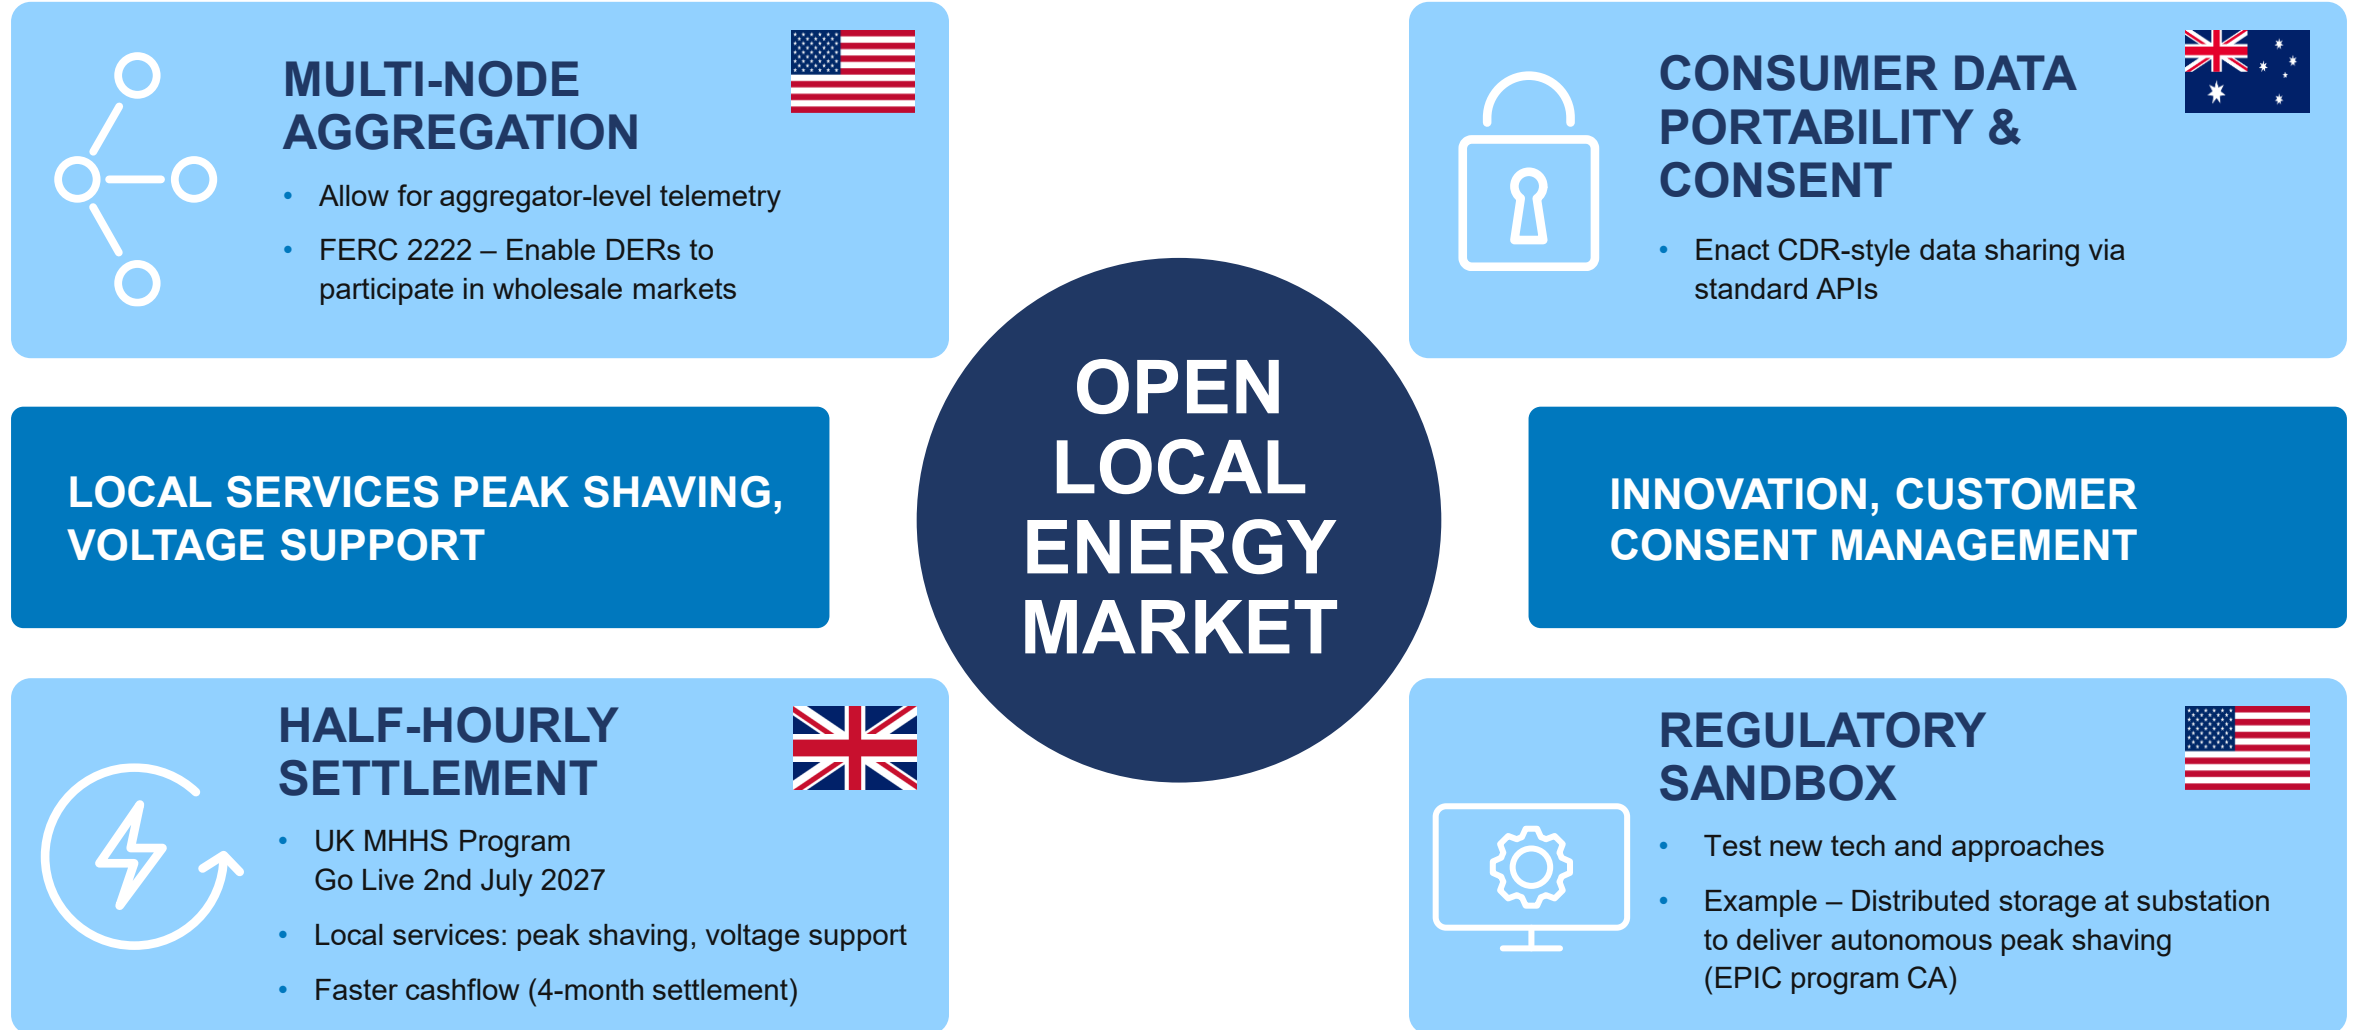 MULTI-NODE
AGGREGATION
• Allow for aggregator-level telemetry
• FERC 2222 – Enable DERs to
participate in wholesale markets
CONSUMER DATA
PORTABILITY &
CONSENT
• Enact CDR-style data sharing via
standard APIs
LOCAL SERVICES PEAK SHAVING,
VOLTAGE SUPPORT
OPEN
LOCAL
ENERGY
MARKET
INNOVATION, CUSTOMER
CONSENT MANAGEMENT
HALF-HOURLY
SETTLEMENT
• UK MHHS Program
Go Live 2nd July 2027
• Local services: peak shaving, voltage support
• Faster cashflow (4-month settlement)
REGULATORY
SANDBOX
• Test new tech and approaches
• Example – Distributed storage at substation
to deliver autonomous peak shaving
(EPIC program CA)